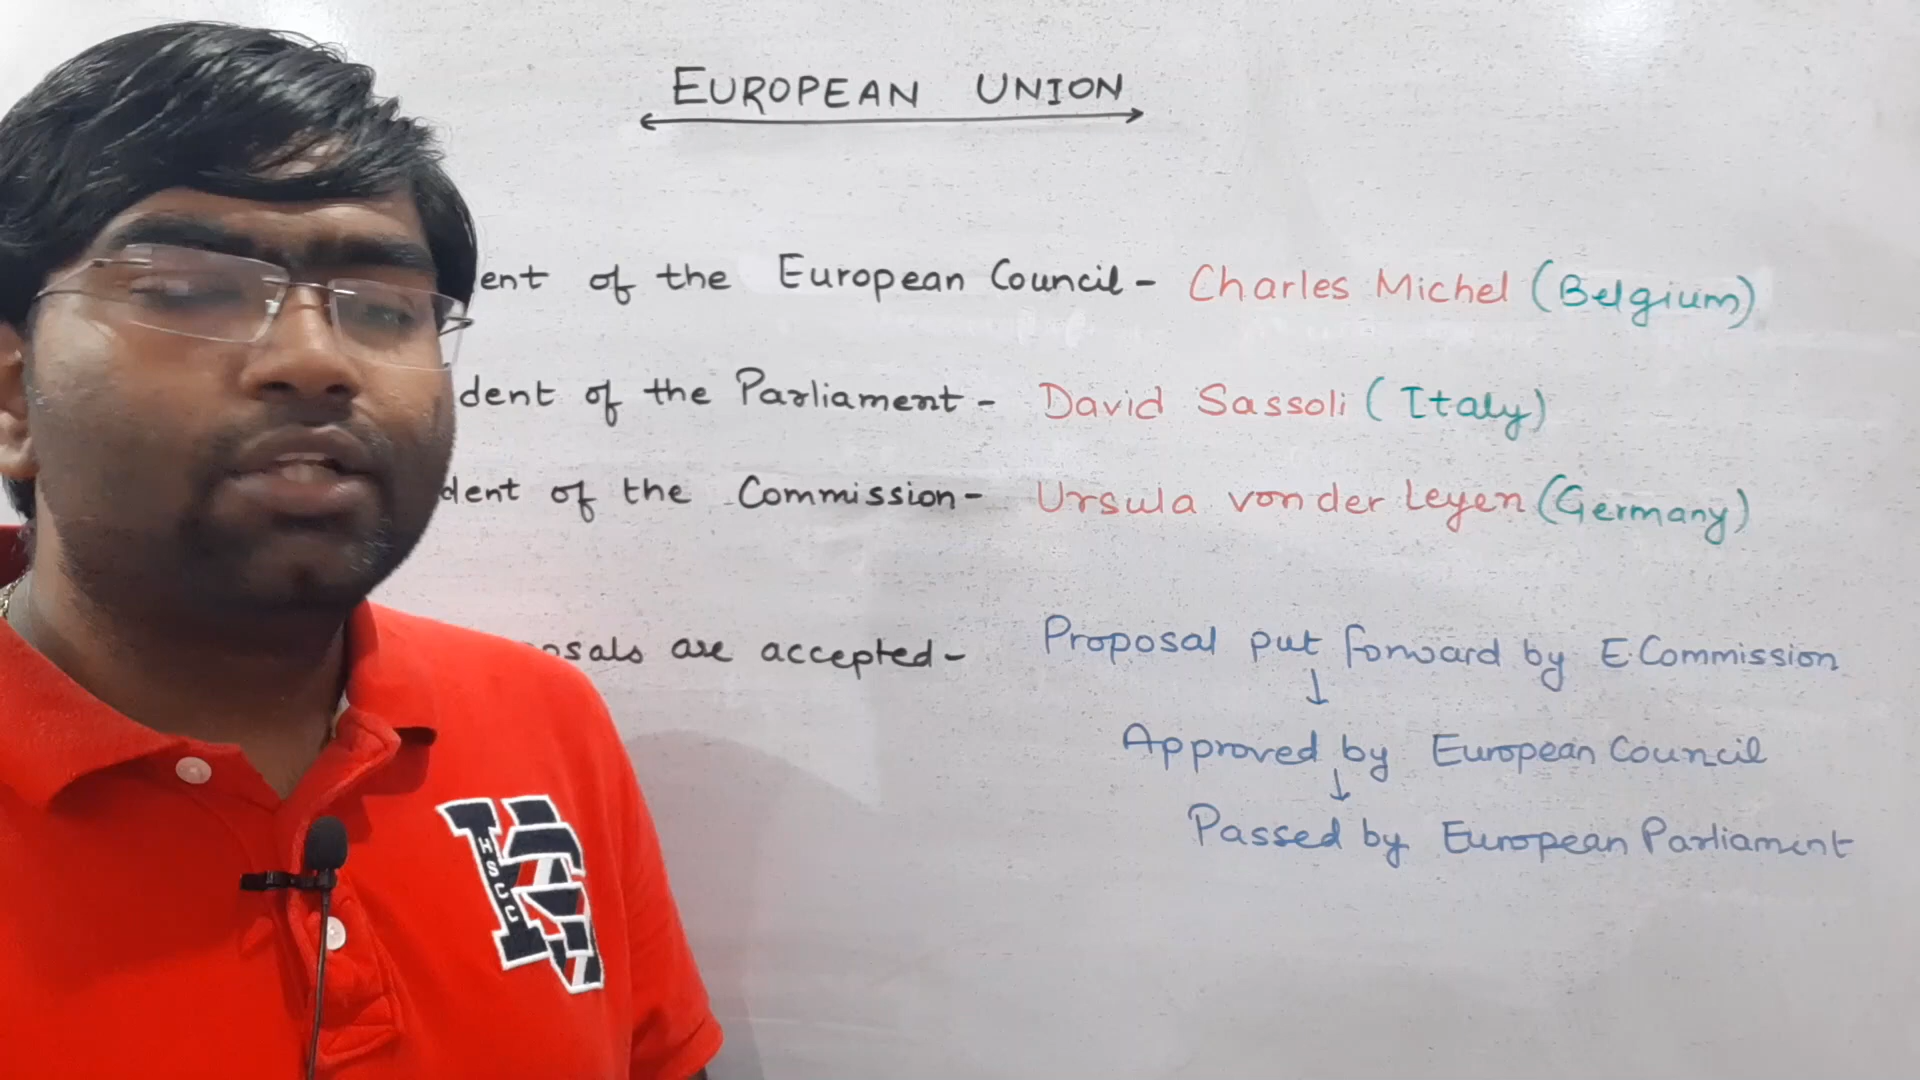 EUROPEAN UNION
ent of the European Council - Charles Michel (Belgium)
dent of the Parliament - David Sassoli (Italy)
dent of the Commission - Ursula von der Leyen (Germany)
osals are accepted - Proposal put forward by E.Commission
↓
Approved by European Council
↓
Passed by European Parliament